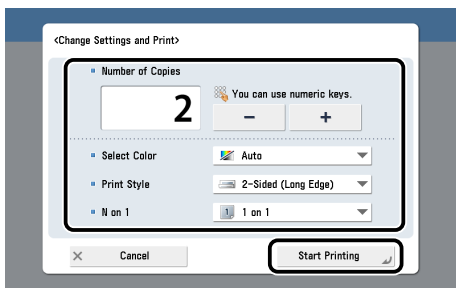 <Change Settings and Print>
Number of Copies
2
You can use numeric keys.
− +
Select Color Auto
Print Style 2-Sided (Long Edge)
N on 1 1 1 on 1
× Cancel Start Printing